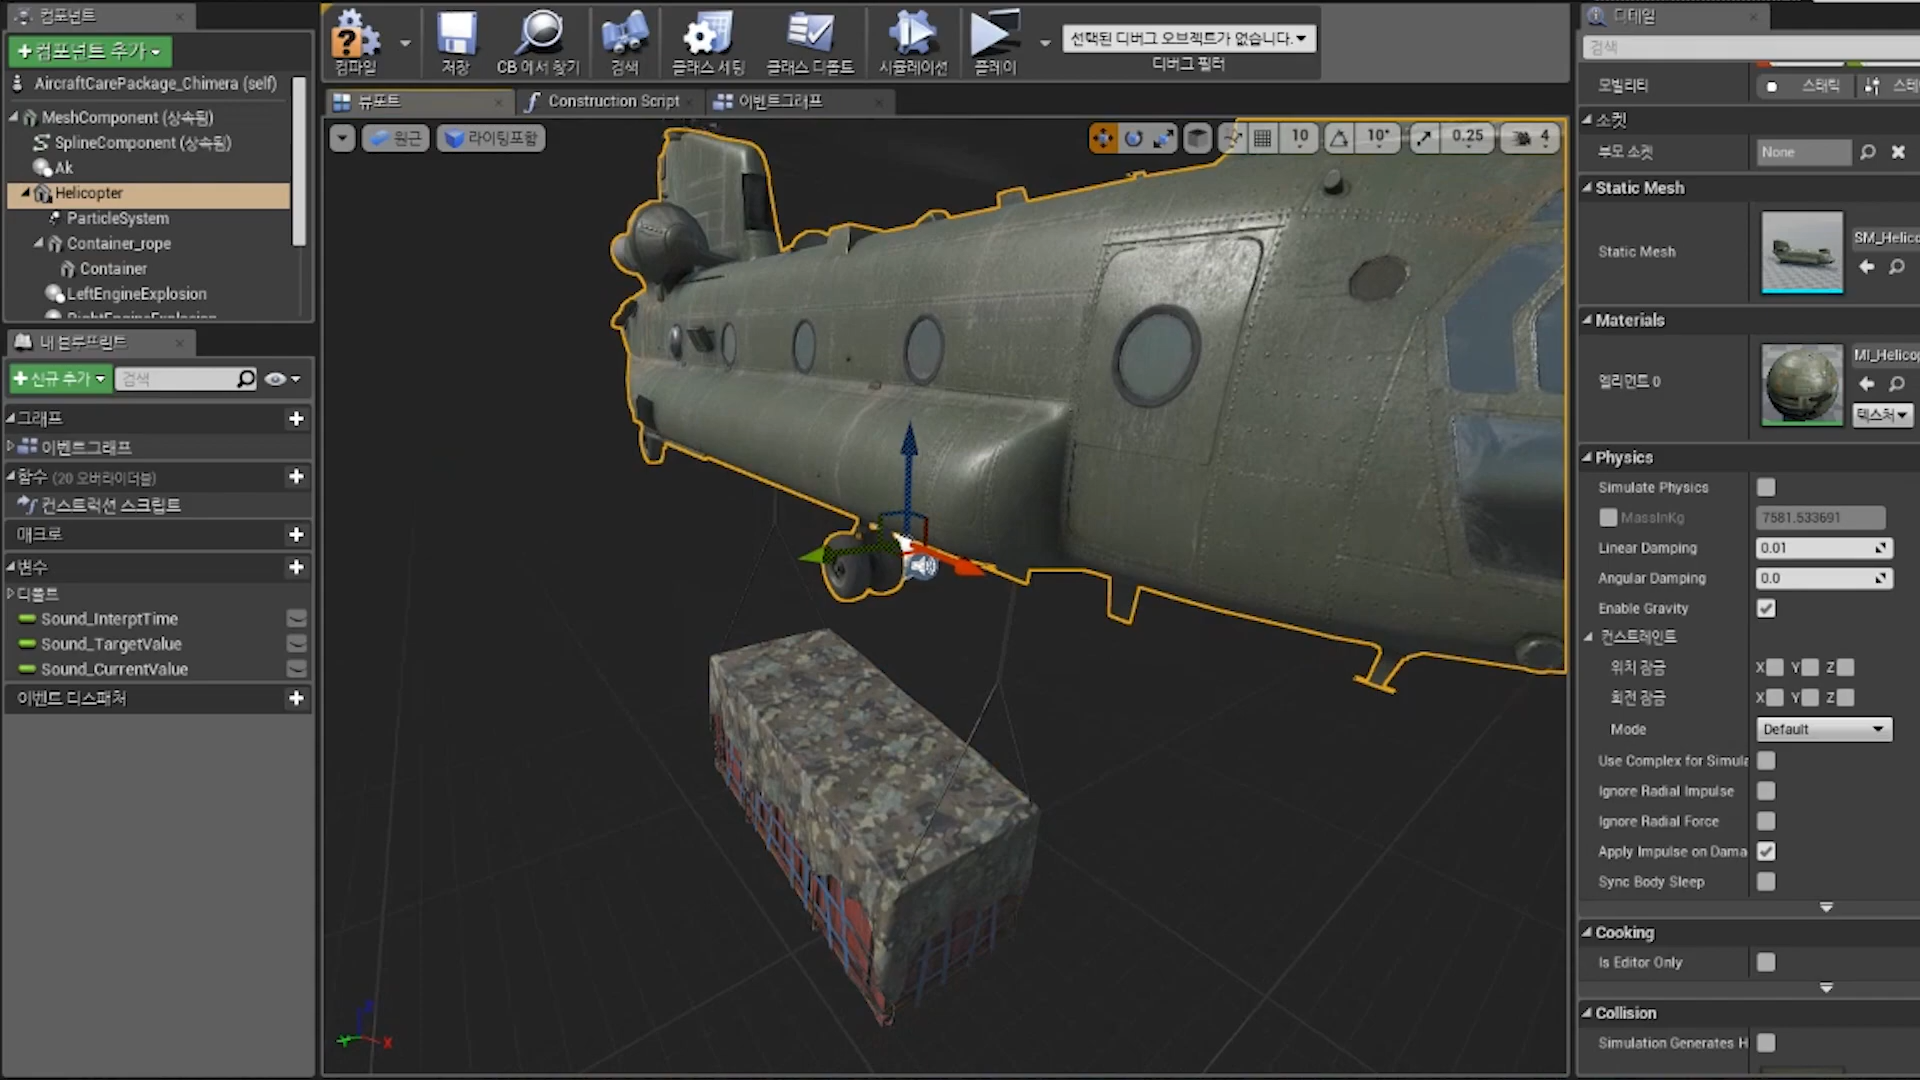 컴포넌트
+컴포넌트 추가
AircraftCarePackage_Chimera (self)
MeshComponent (상속됨)
SplineComponent (상속됨)
Ak
Helicopter
ParticleSystem
Container_rope
Container
LeftEngineExplosion
RightEngineExplosion
내 블루프린트
+신규 추가
검색
그래프
이벤트그래프
함수 (20 오버라이더블)
컨스트럭션 스크립트
매크로
변수
디폴트
Sound_InterptTime
Sound_TargetValue
Sound_CurrentValue
이벤트 디스패처
컴파일
저장
CB 에서 찾기
검색
클래스 세팅
클래스 디폴트
시뮬레이션
플레이
선택된 디버그 오브젝트가 없습니다.
디버그 필터
뷰포트
Construction Script
이벤트그래프
원근
라이팅포함
10
10°
0.25
4
X
디테일
검색
모빌리티
스태틱
스테
소켓
부모 소켓
None
Static Mesh
Static Mesh
SM_Helico
Materials
엘리먼트 0
MI_Helicop
텍스처
Physics
Simulate Physics
MassInKg
7581.533691
Linear Damping
0.01
Angular Damping
0.0
Enable Gravity
컨스트레인트
위치 잠금
X Y Z
회전 잠금
X Y Z
Mode
Default
Use Complex for Simula
Ignore Radial Impulse
Ignore Radial Force
Apply Impulse on Dama
Sync Body Sleep
Cooking
Is Editor Only
Collision
Simulation Generates H